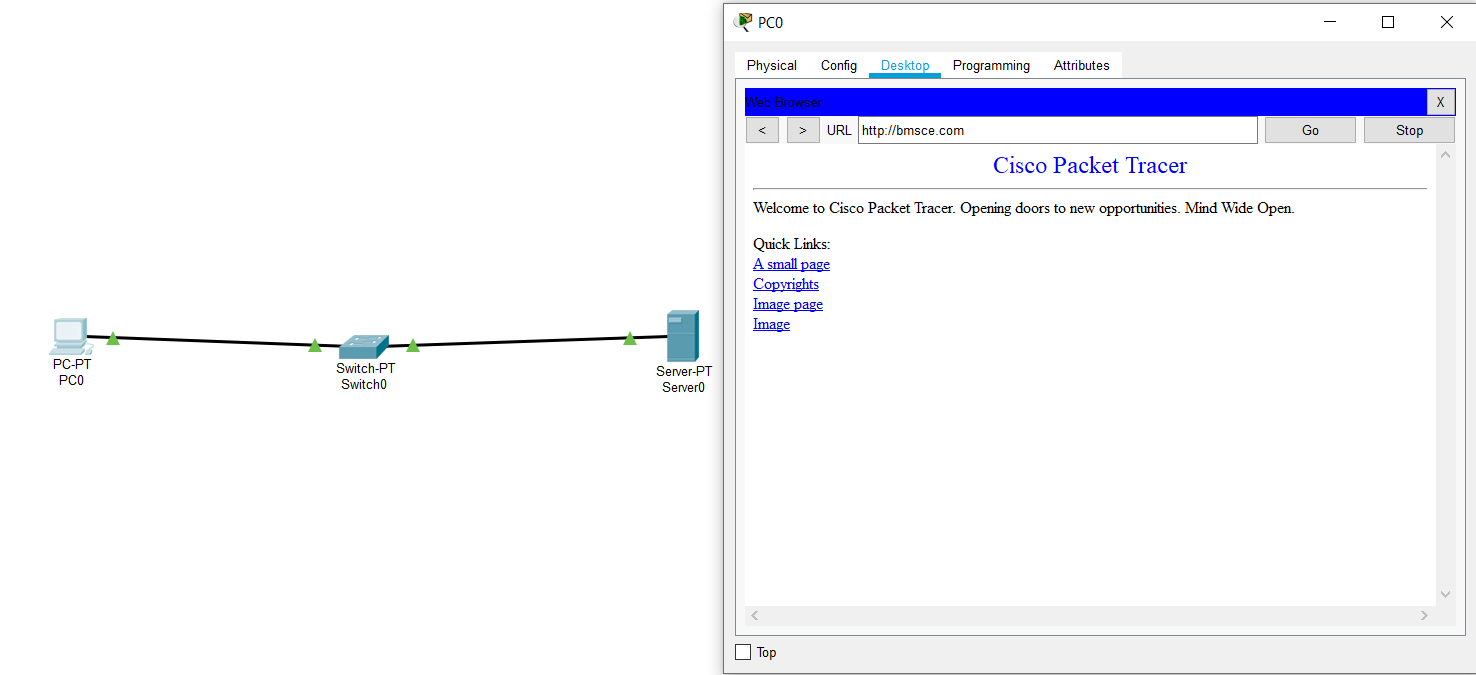 PC-PT
PC0
Switch-PT
Switch0
Server-PT
Server0
PC0
Physical Config Desktop Programming Attributes
Web Browser X
< > URL http://bmsce.com Go Stop
Cisco Packet Tracer
Welcome to Cisco Packet Tracer. Opening doors to new opportunities. Mind Wide Open.
Quick Links:
A small page
Copyrights
Image page
Image
Top